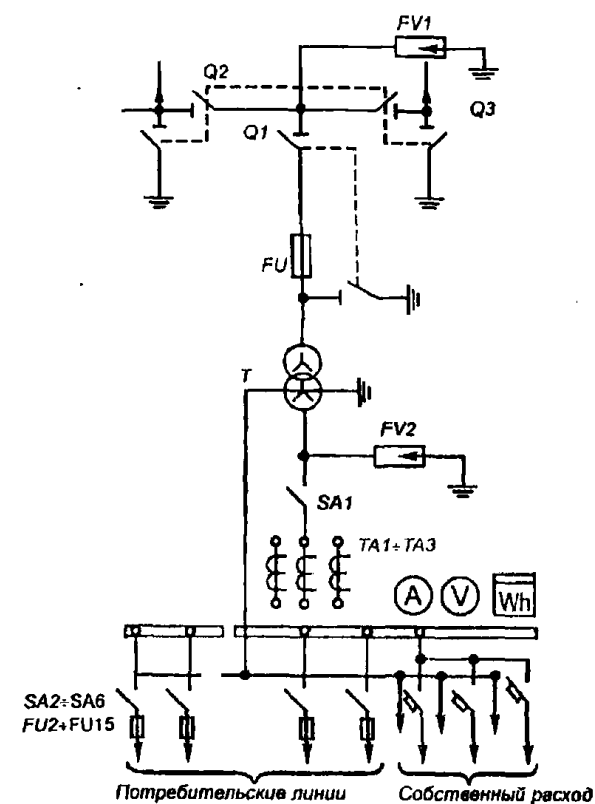 FV1
Q2
Q3
Q1
FU
T
FV2
SA1
TA1÷TA3
A
V
Wh
SA2÷SA6
FU2÷FU15
Потребительские линии
Собственный расход